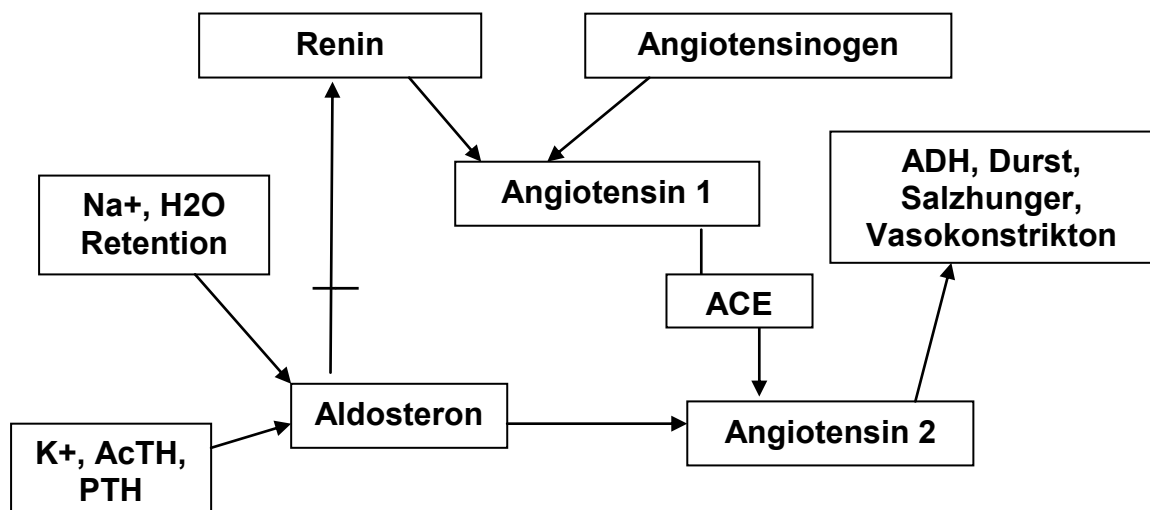 Renin
Angiotensinogen
Angiotensin 1
ADH, Durst,
Salzhunger,
Vasokonstrikton
Na+, H2O
Retention
ACE
Aldosteron
Angiotensin 2
K+, AcTH,
PTH